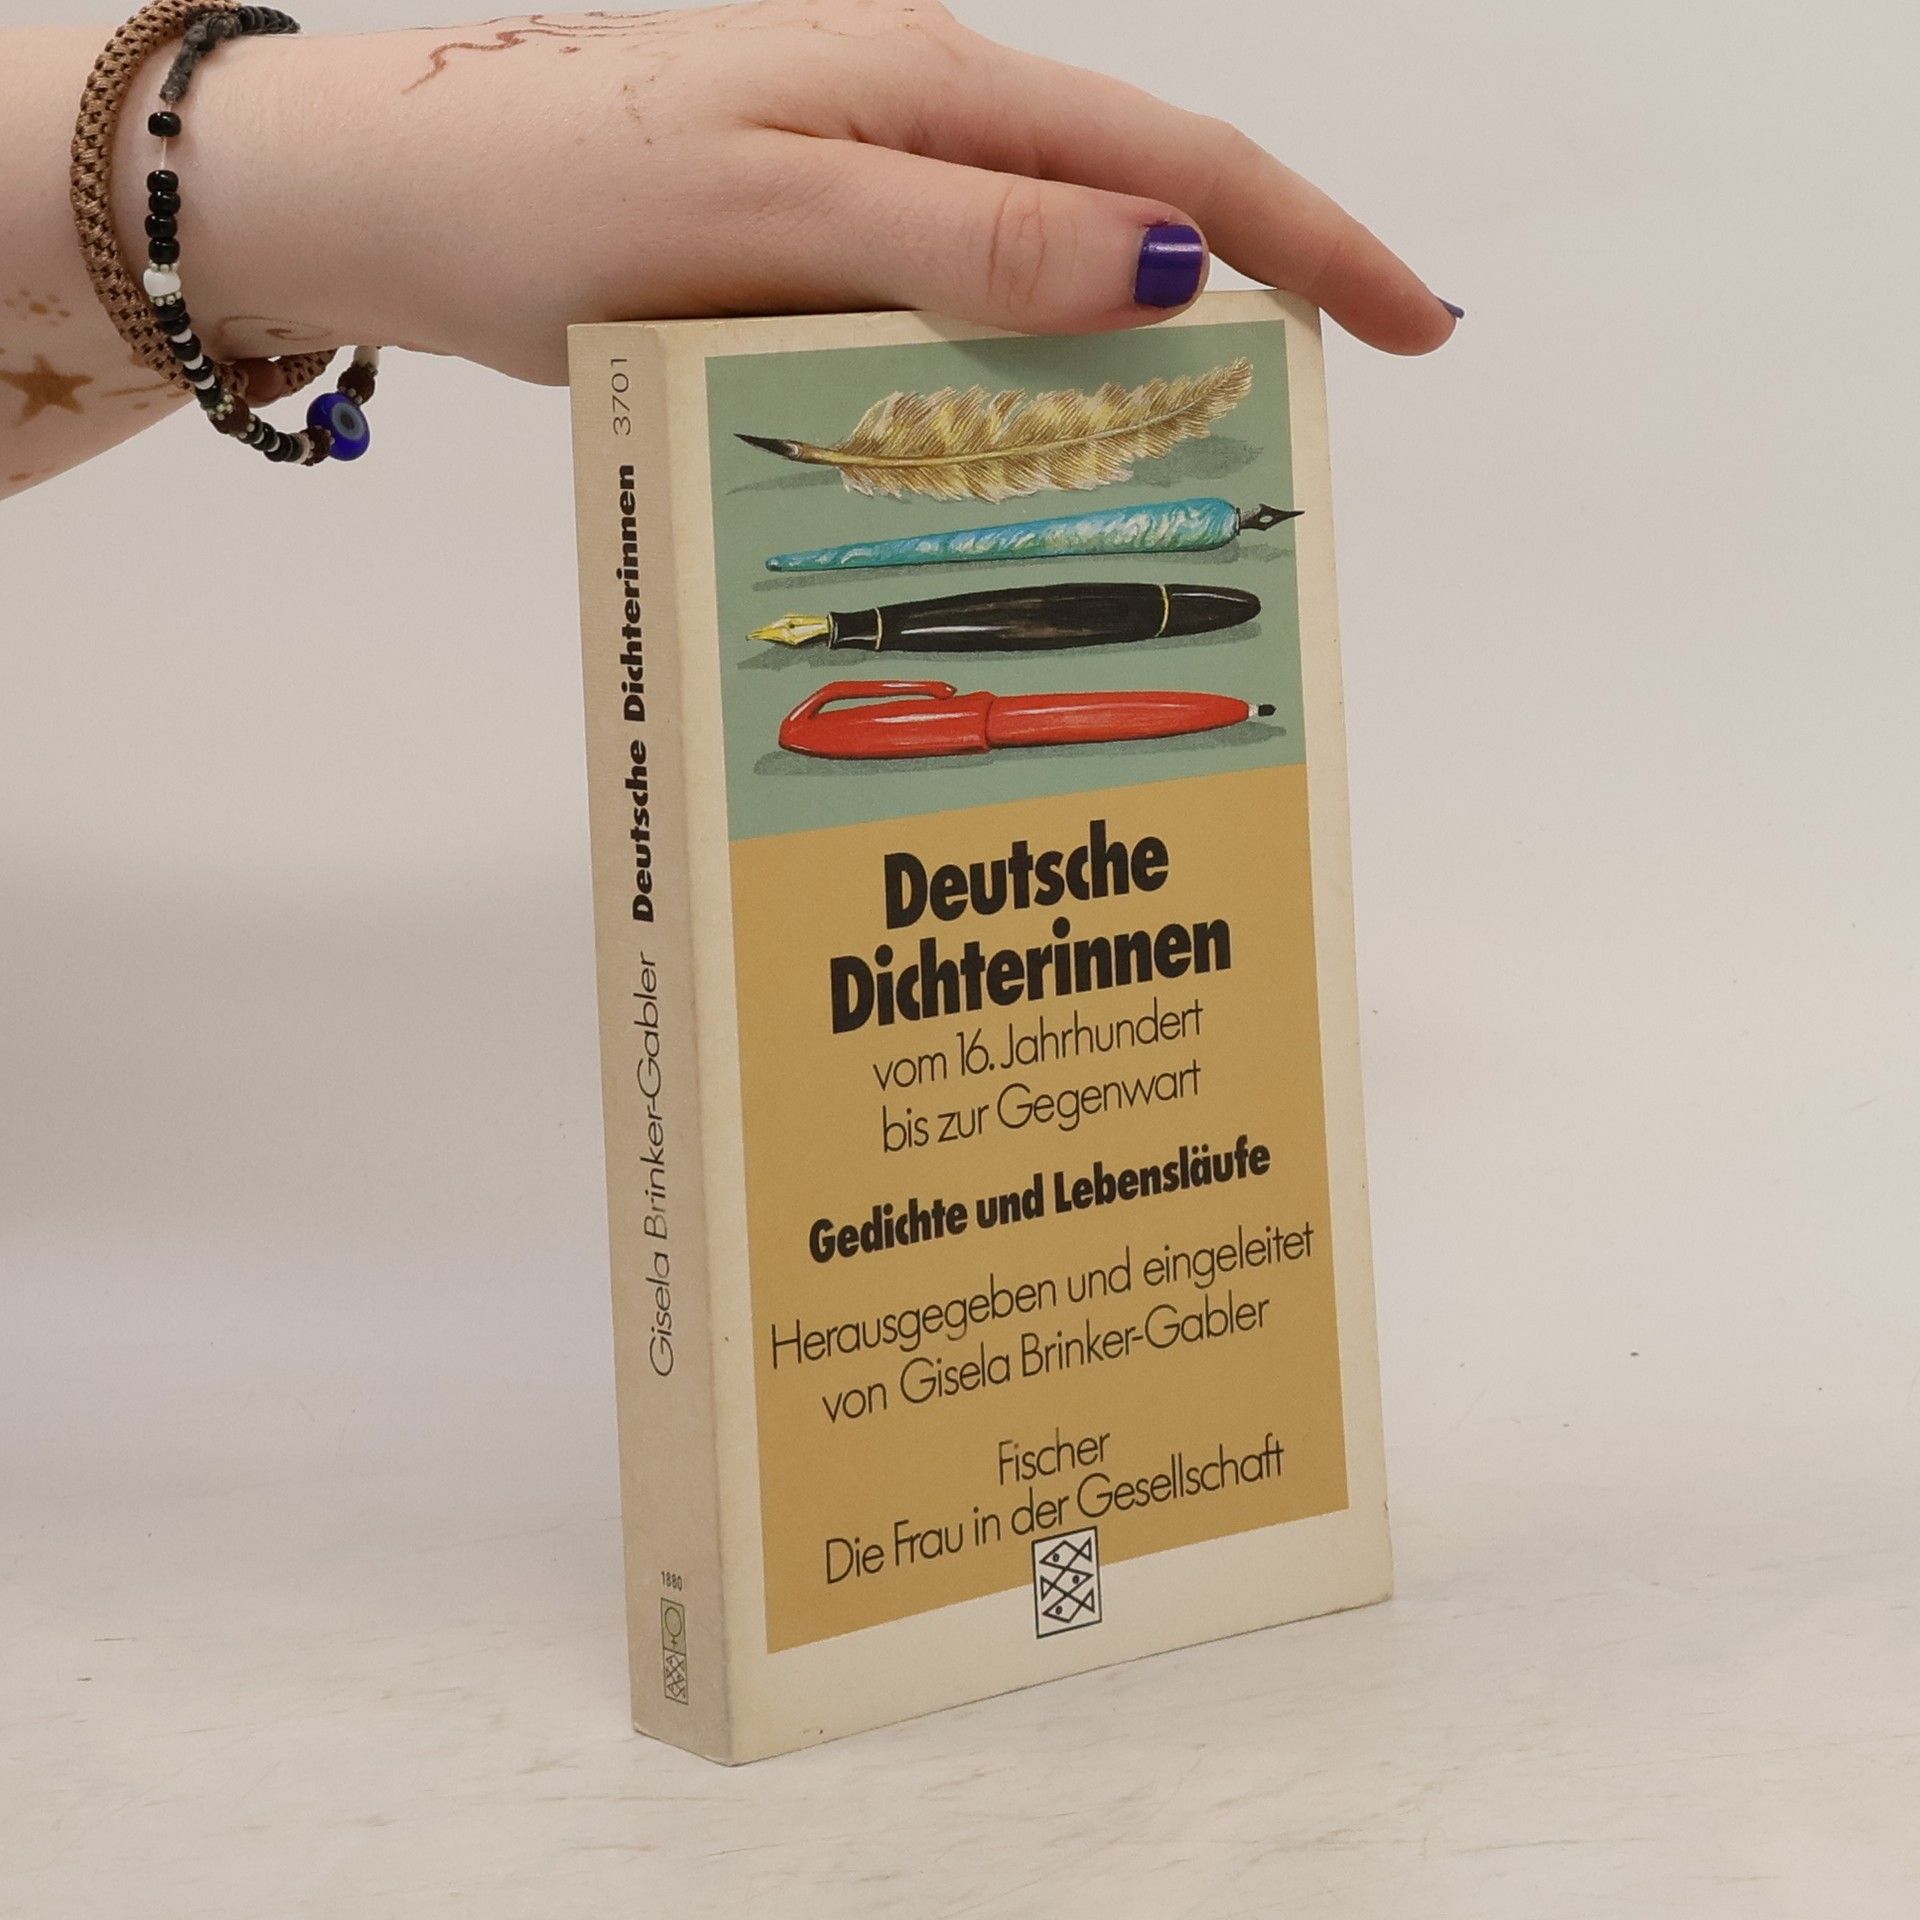 Gisela Brinker-Gabler Deutsche Dichterinnen 3701
1880
Deutsche
Dichterinnen
vom 16. Jahrhundert
bis zur Gegenwart
Gedichte und Lebensläufe
Herausgegeben und eingeleitet
von Gisela Brinker-Gabler
Fischer
Die Frau in der Gesellschaft